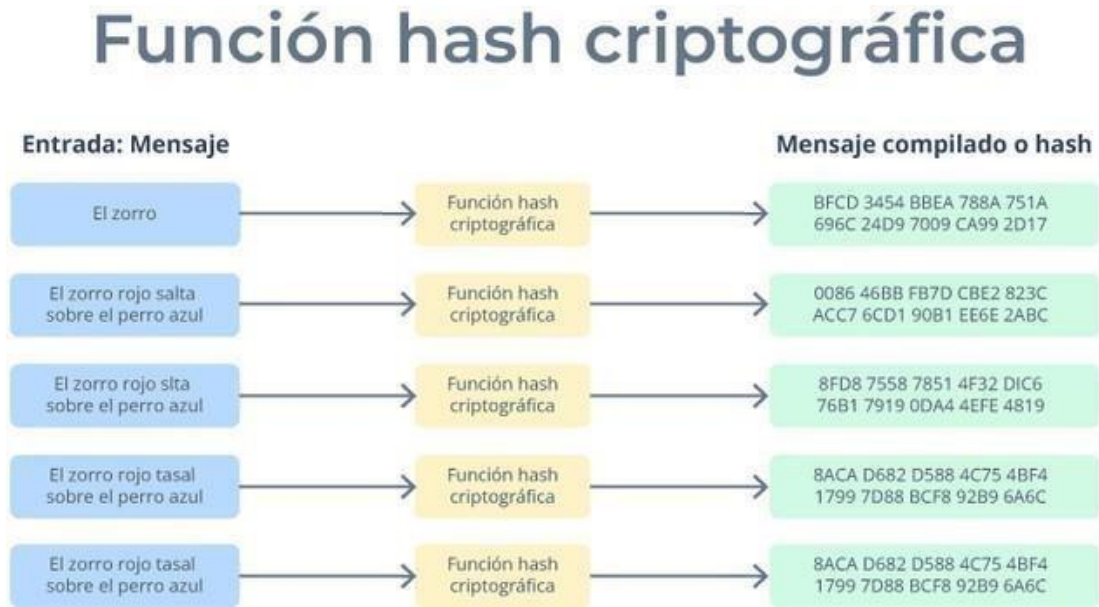 Función hash criptográfica
Entrada: Mensaje
Mensaje compilado o hash
El zorro
Función hash
criptográfica
BFCD 3454 BBEA 788A 751A
696C 24D9 7009 CA99 2D17
El zorro rojo salta
sobre el perro azul
Función hash
criptográfica
0086 46BB FB7D CBE2 823C
ACC7 6CD1 90B1 EE6E 2ABC
El zorro rojo slta
sobre el perro azul
Función hash
criptográfica
8FD8 7558 7851 4F32 DIC6
76B1 7919 0DA4 4EFE 4819
El zorro rojo tasal
sobre el perro azul
Función hash
criptográfica
8ACA D682 D588 4C75 4BF4
1799 7D88 BCF8 92B9 6A6C
El zorro rojo tasal
sobre el perro azul
Función hash
criptográfica
8ACA D682 D588 4C75 4BF4
1799 7D88 BCF8 92B9 6A6C